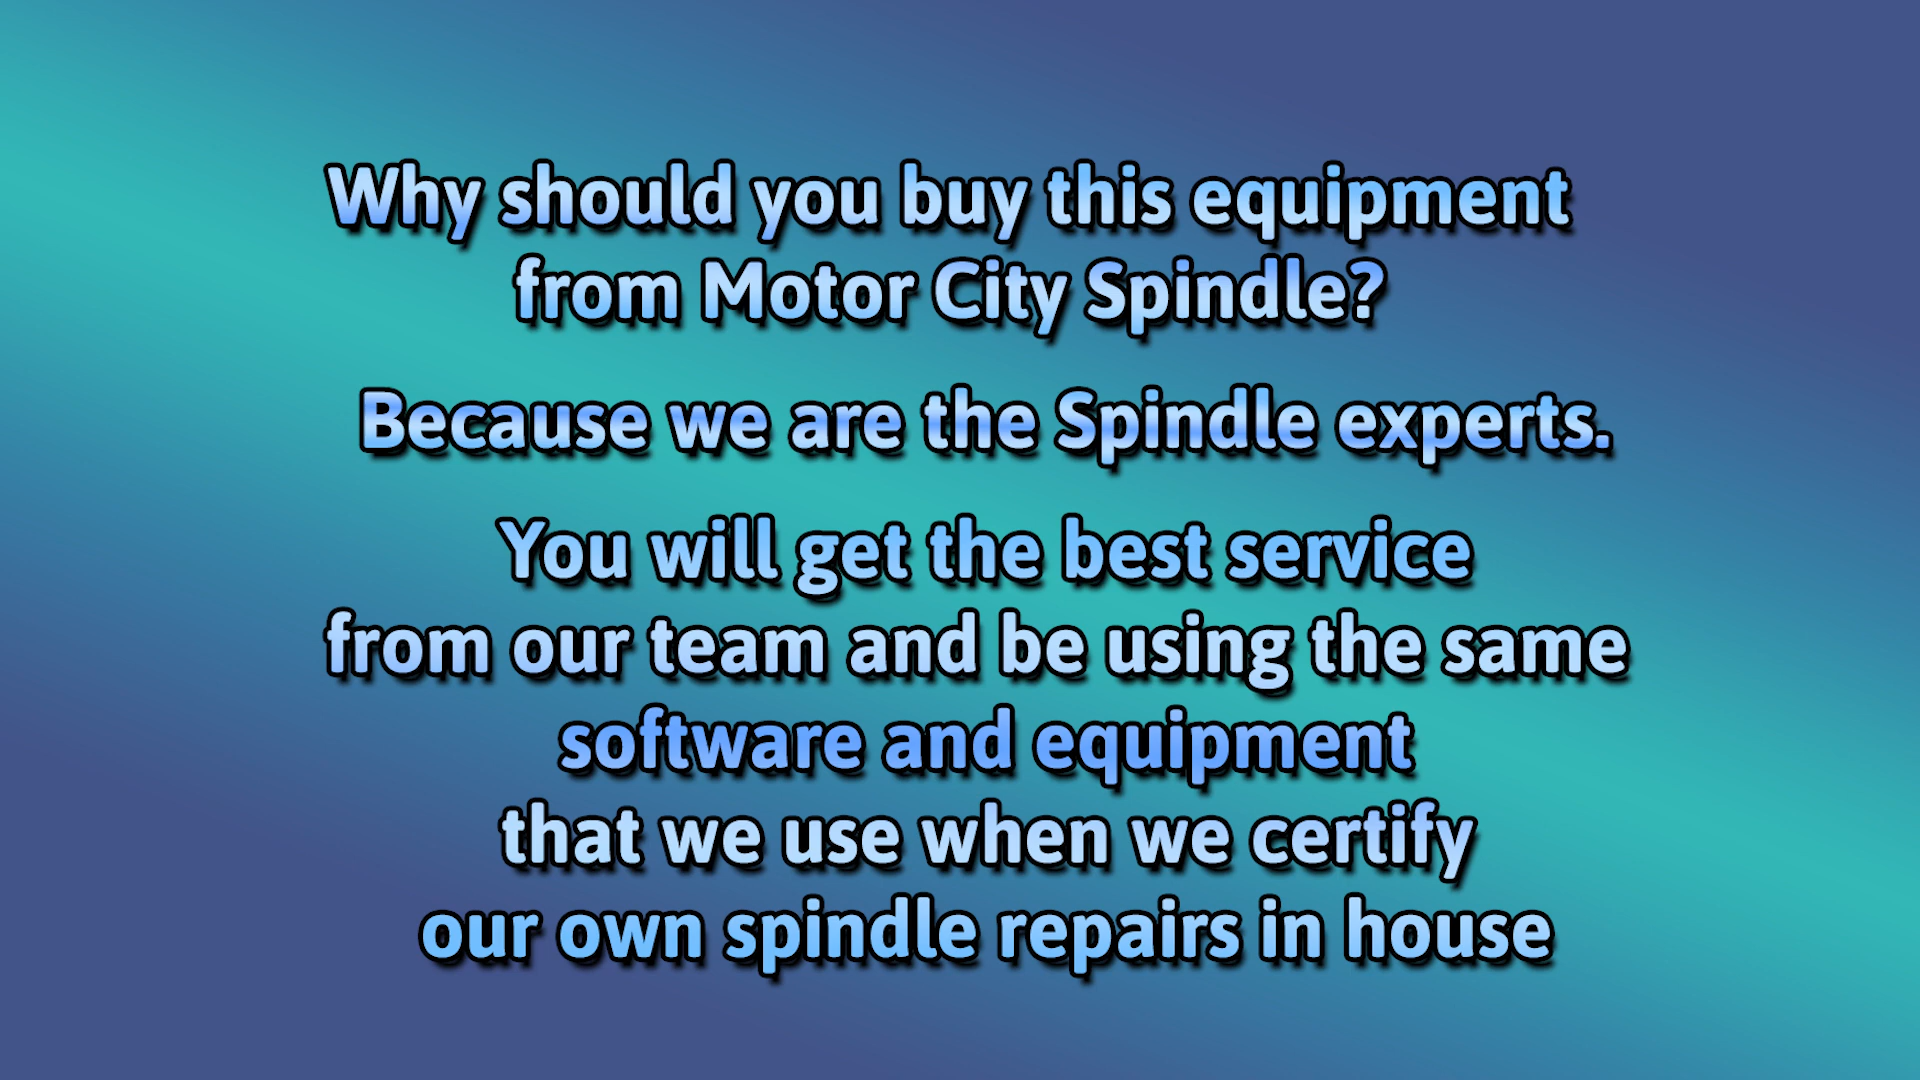 Why should you buy this equipment
from Motor City Spindle?
Because we are the Spindle experts.
You will get the best service
from our team and be using the same
software and equipment
that we use when we certify
our own spindle repairs in house